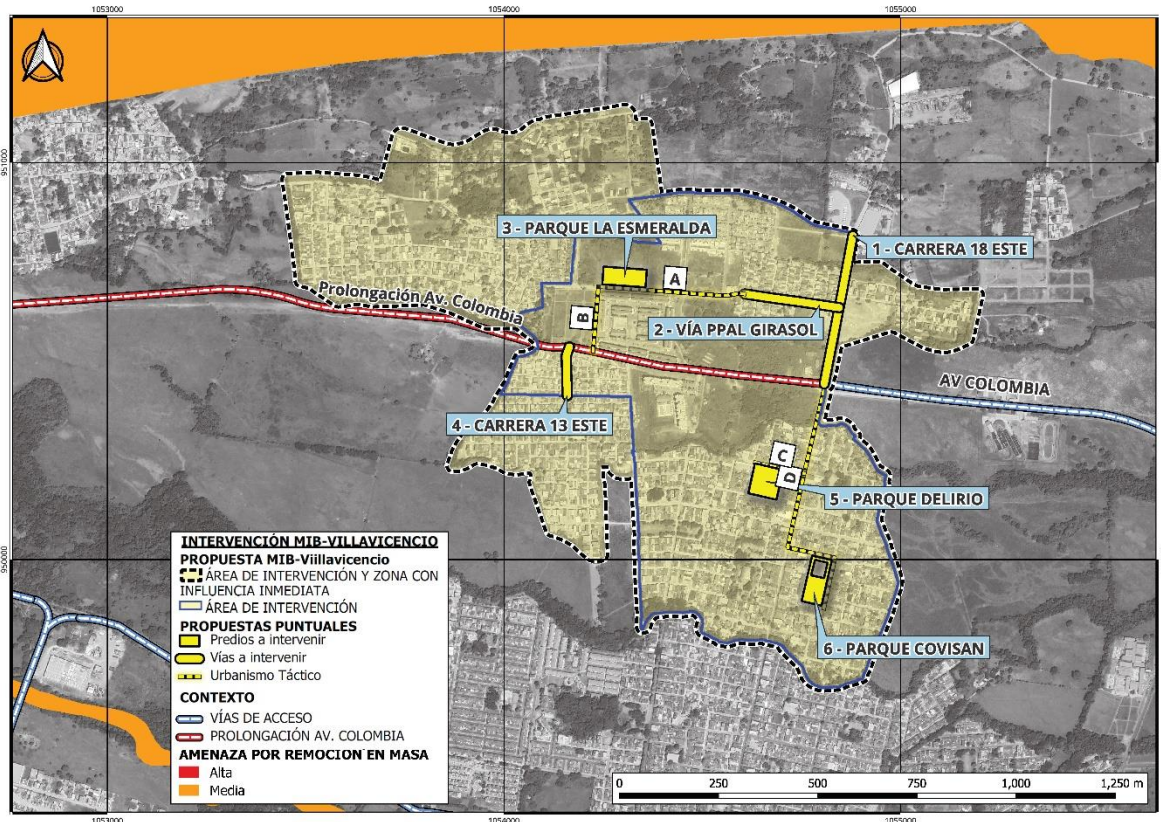 1053000
1054000
1055000
951000
951000
3 - PARQUE LA ESMERALDA
1 - CARRERA 18 ESTE
A
Prolongación Av. Colombia
B
2 - VÍA PPAL GIRASOL
AV COLOMBIA
4 - CARRERA 13 ESTE
C
D
5 - PARQUE DELIRIO
950000
950000
6 - PARQUE COVISAN
INTERVENCIÓN MIB-VILLAVICENCIO
PROPUESTA MIB-Viillavicencio
ÁREA DE INTERVENCIÓN Y ZONA CON
INFLUENCIA INMEDIATA
ÁREA DE INTERVENCIÓN
PROPUESTAS PUNTUALES
Predios a intervenir
Vías a intervenir
Urbanismo Táctico
CONTEXTO
VÍAS DE ACCESO
PROLONGACIÓN AV. COLOMBIA
AMENAZA POR REMOCION EN MASA
Alta
Media
0 250 500 750 1,000 1,250 m
1053000
1054000
1055000